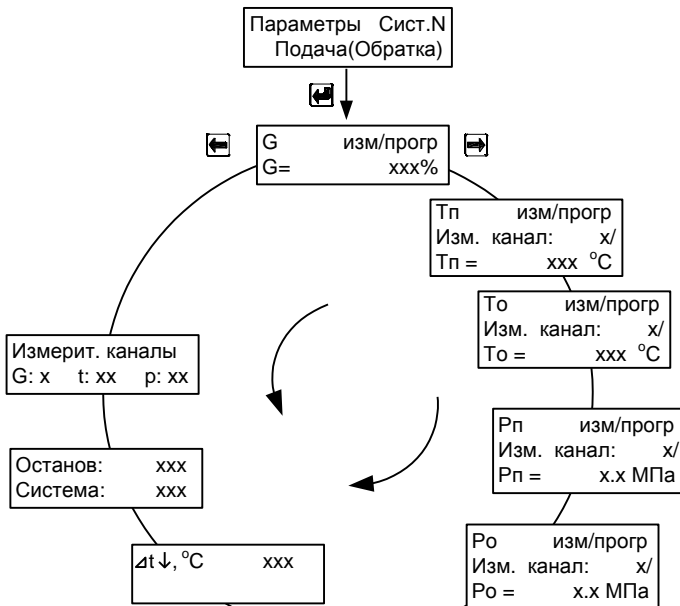 Параметры Сист.N
Подача(Обратка)
G изм/прогр
G= xxx%
Тп изм/прогр
Изм. канал: x/
Тп = xxx °C
То изм/прогр
Изм. канал: x/
То = xxx °C
Рп изм/прогр
Изм. канал: x/
Рп = x.x МПа
Ро изм/прогр
Изм. канал: x/
Ро = x.x МПа
⊿t↓, °C xxx
Останов: xxx
Система: xxx
Измерит. каналы
G: x t: xx p: xx